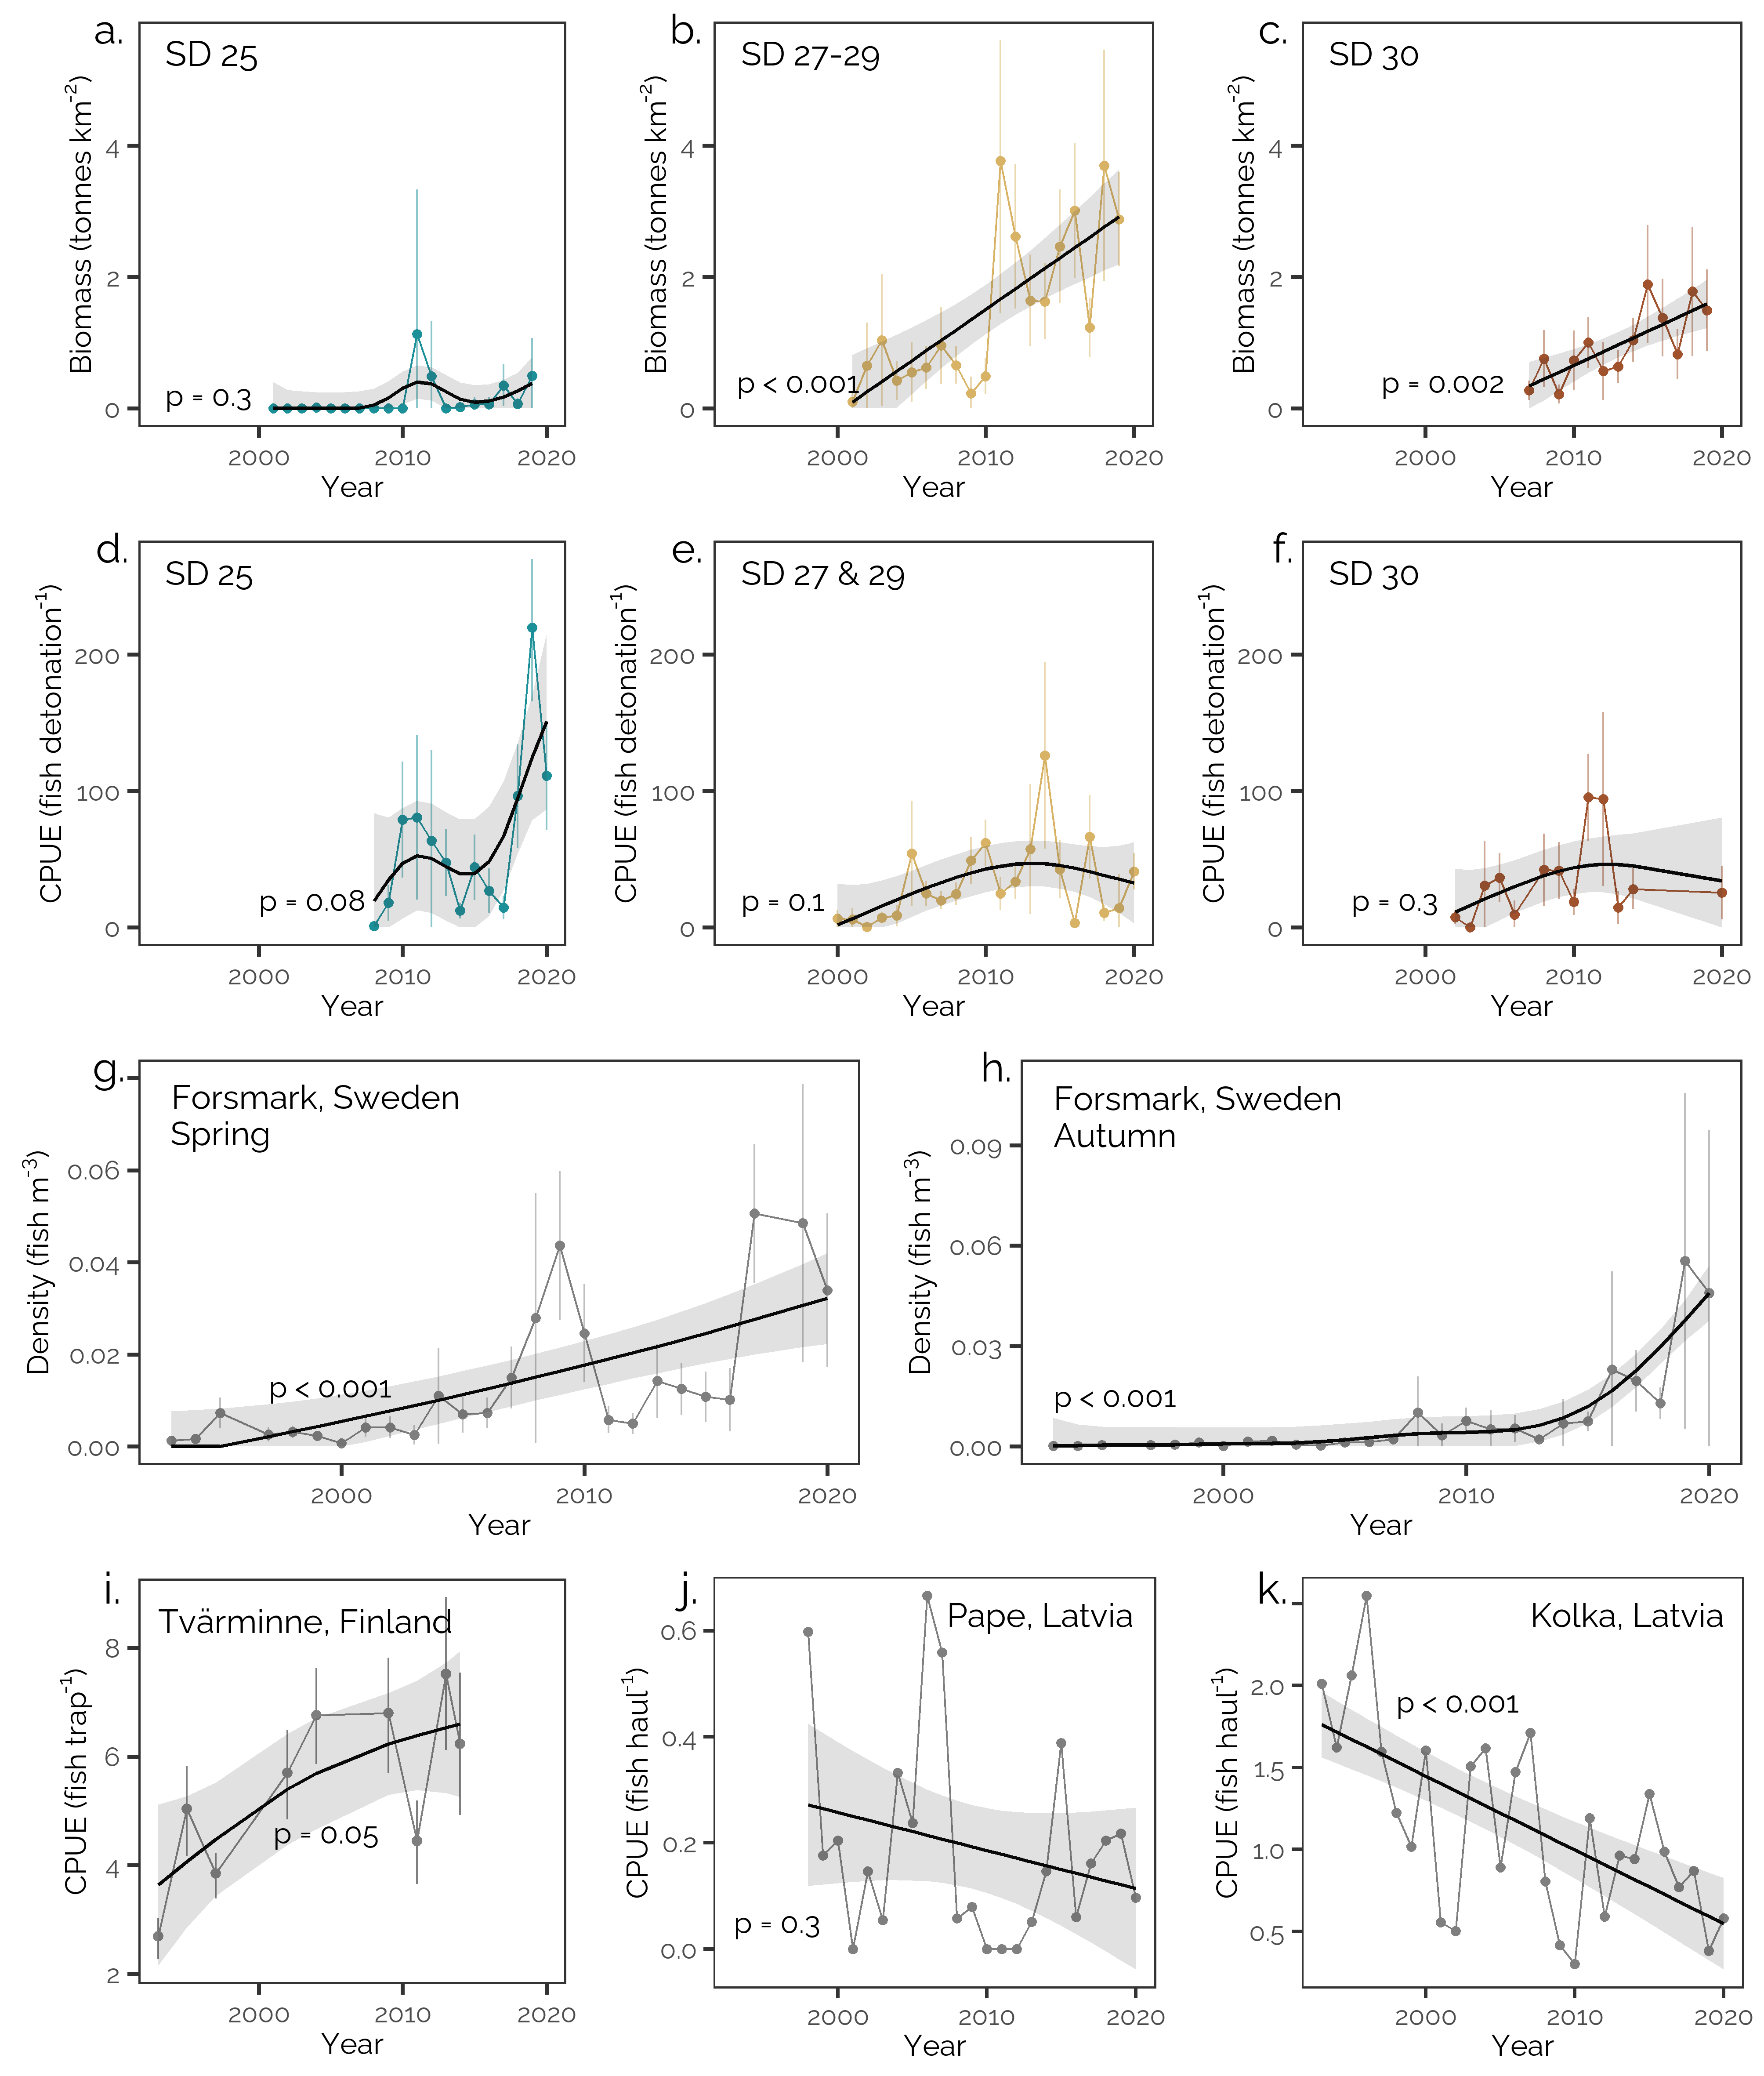 a.
SD 25
Biomass (tonnes km⁻²)
4
2
0
p = 0.3
2000 2010 2020
Year
b.
SD 27-29
Biomass (tonnes km⁻²)
4
2
0
p < 0.001
2000 2010 2020
Year
c.
SD 30
Biomass (tonnes km⁻²)
4
2
0
p = 0.002
2000 2010 2020
Year
d.
SD 25
CPUE (fish detonation⁻¹)
200
100
0
p = 0.08
2000 2010 2020
Year
e.
SD 27 & 29
CPUE (fish detonation⁻¹)
200
100
0
p = 0.1
2000 2010 2020
Year
f.
SD 30
CPUE (fish detonation⁻¹)
200
100
0
p = 0.3
2000 2010 2020
Year
g.
Forsmark, Sweden
Spring
Density (fish m⁻³)
0.06
0.04
0.02
0.00
p < 0.001
2000 2010 2020
Year
h.
Forsmark, Sweden
Autumn
Density (fish m⁻³)
0.09
0.06
0.03
0.00
p < 0.001
2000 2010 2020
Year
i.
Tvärminne, Finland
CPUE (fish trap⁻¹)
8
6
4
2
p = 0.05
2000 2010 2020
Year
j.
Pape, Latvia
CPUE (fish haul⁻¹)
0.6
0.4
0.2
0.0
p = 0.3
2000 2010 2020
Year
k.
Kolka, Latvia
CPUE (fish haul⁻¹)
2.0
1.5
1.0
0.5
p < 0.001
2000 2010 2020
Year